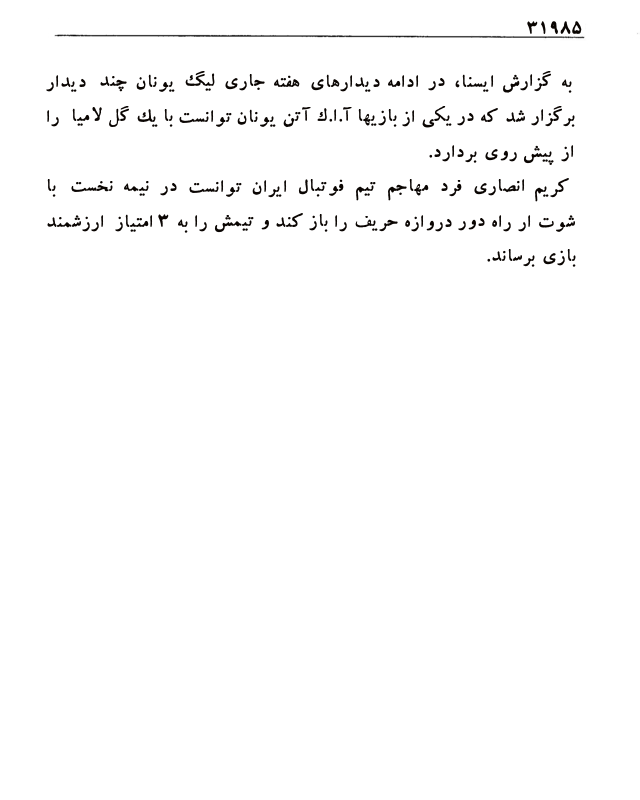 ۳۱۹۸۵
به گزارش ایسنا، در ادامه دیدارهای هفته جاری لیگ یونان چند دیدار
برگزار شد که در یکی از بازیها آ.ا.ك آتن یونان توانست با یك گل لامیا را
از پیش روی بردارد.
کریم انصاری فرد مهاجم تیم فوتبال ایران توانست در نیمه نخست با
شوت ار راه دور دروازه حریف را باز کند و تیمش را به ۳ امتیاز ارزشمند
بازی برساند.